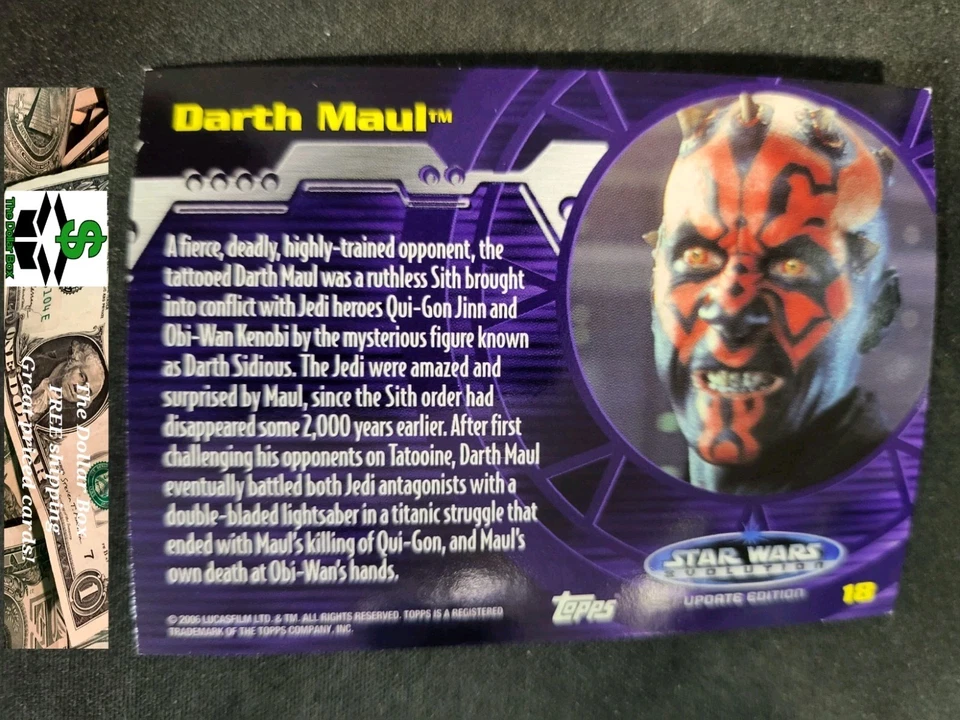 Darth Maul™
A fierce, deadly, highly-trained opponent, the
tattooed Darth Maul was a ruthless Sith brought
into conflict with Jedi heroes Qui-Gon Jinn and
Obi-Wan Kenobi by the mysterious figure known
as Darth Sidious. The Jedi were amazed and
surprised by Maul, since the Sith order had
disappeared some 2,000 years earlier. After first
challenging his opponents on Tatooine, Darth Maul
eventually battled both Jedi antagonists with a
double-bladed lightsaber in a titanic struggle that
ended with Maul's killing of Qui-Gon, and Maul's
own death at Obi-Wan's hands.
© 2006 LUCASFILM LTD. & TM. ALL RIGHTS RESERVED. TOPPS IS A REGISTERED
TRADEMARK OF THE TOPPS COMPANY, INC.
Topps
STAR WARS
EVOLUTION
UPDATE EDITION
18
The Dollar Box
$
The Dollar Box
FREE shipping
Great priced cards!